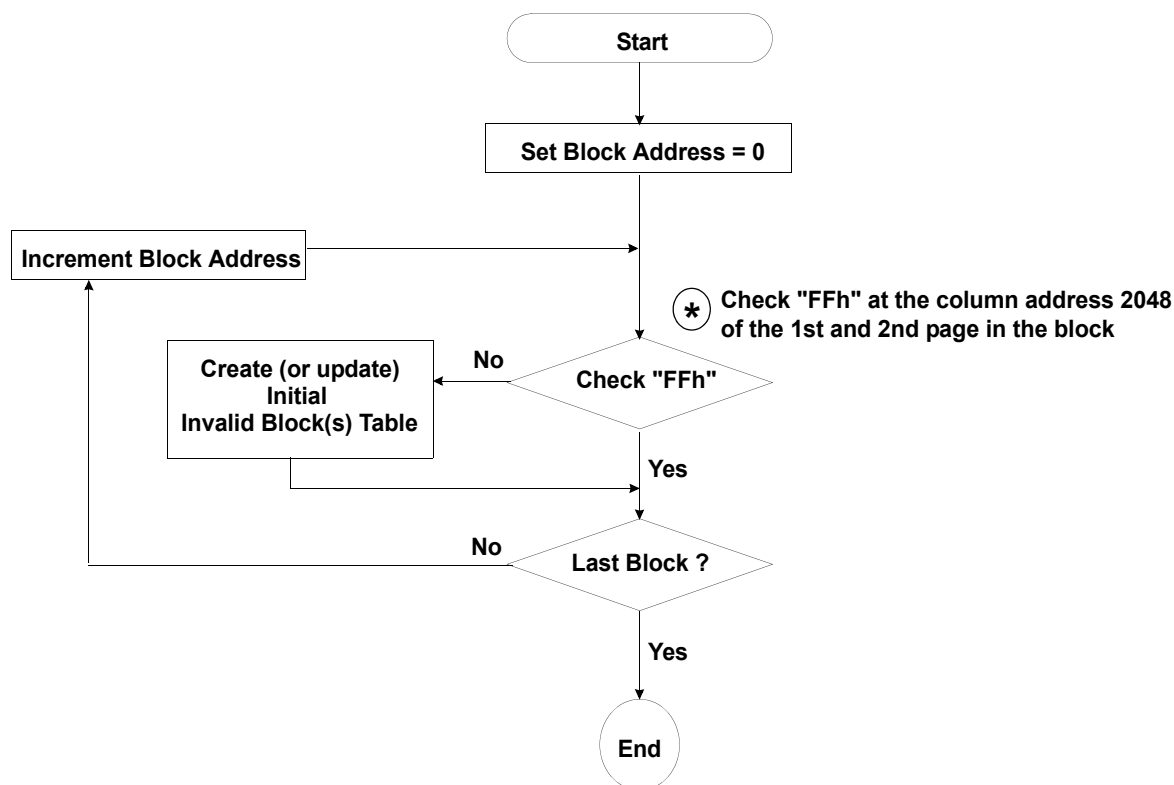 Start
Set Block Address = 0
Increment Block Address
* Check "FFh" at the column address 2048
of the 1st and 2nd page in the block
No
Create (or update)
Initial
Invalid Block(s) Table
Check "FFh"
Yes
No
Last Block ?
Yes
End